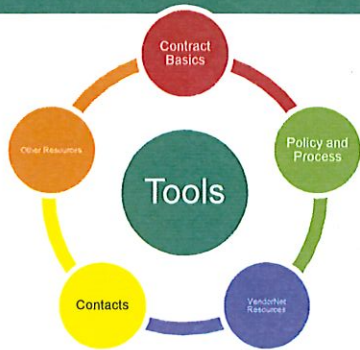 Contract
Basics
Other Resources
Policy and
Process
Tools
Contacts
VendorNet
Resources